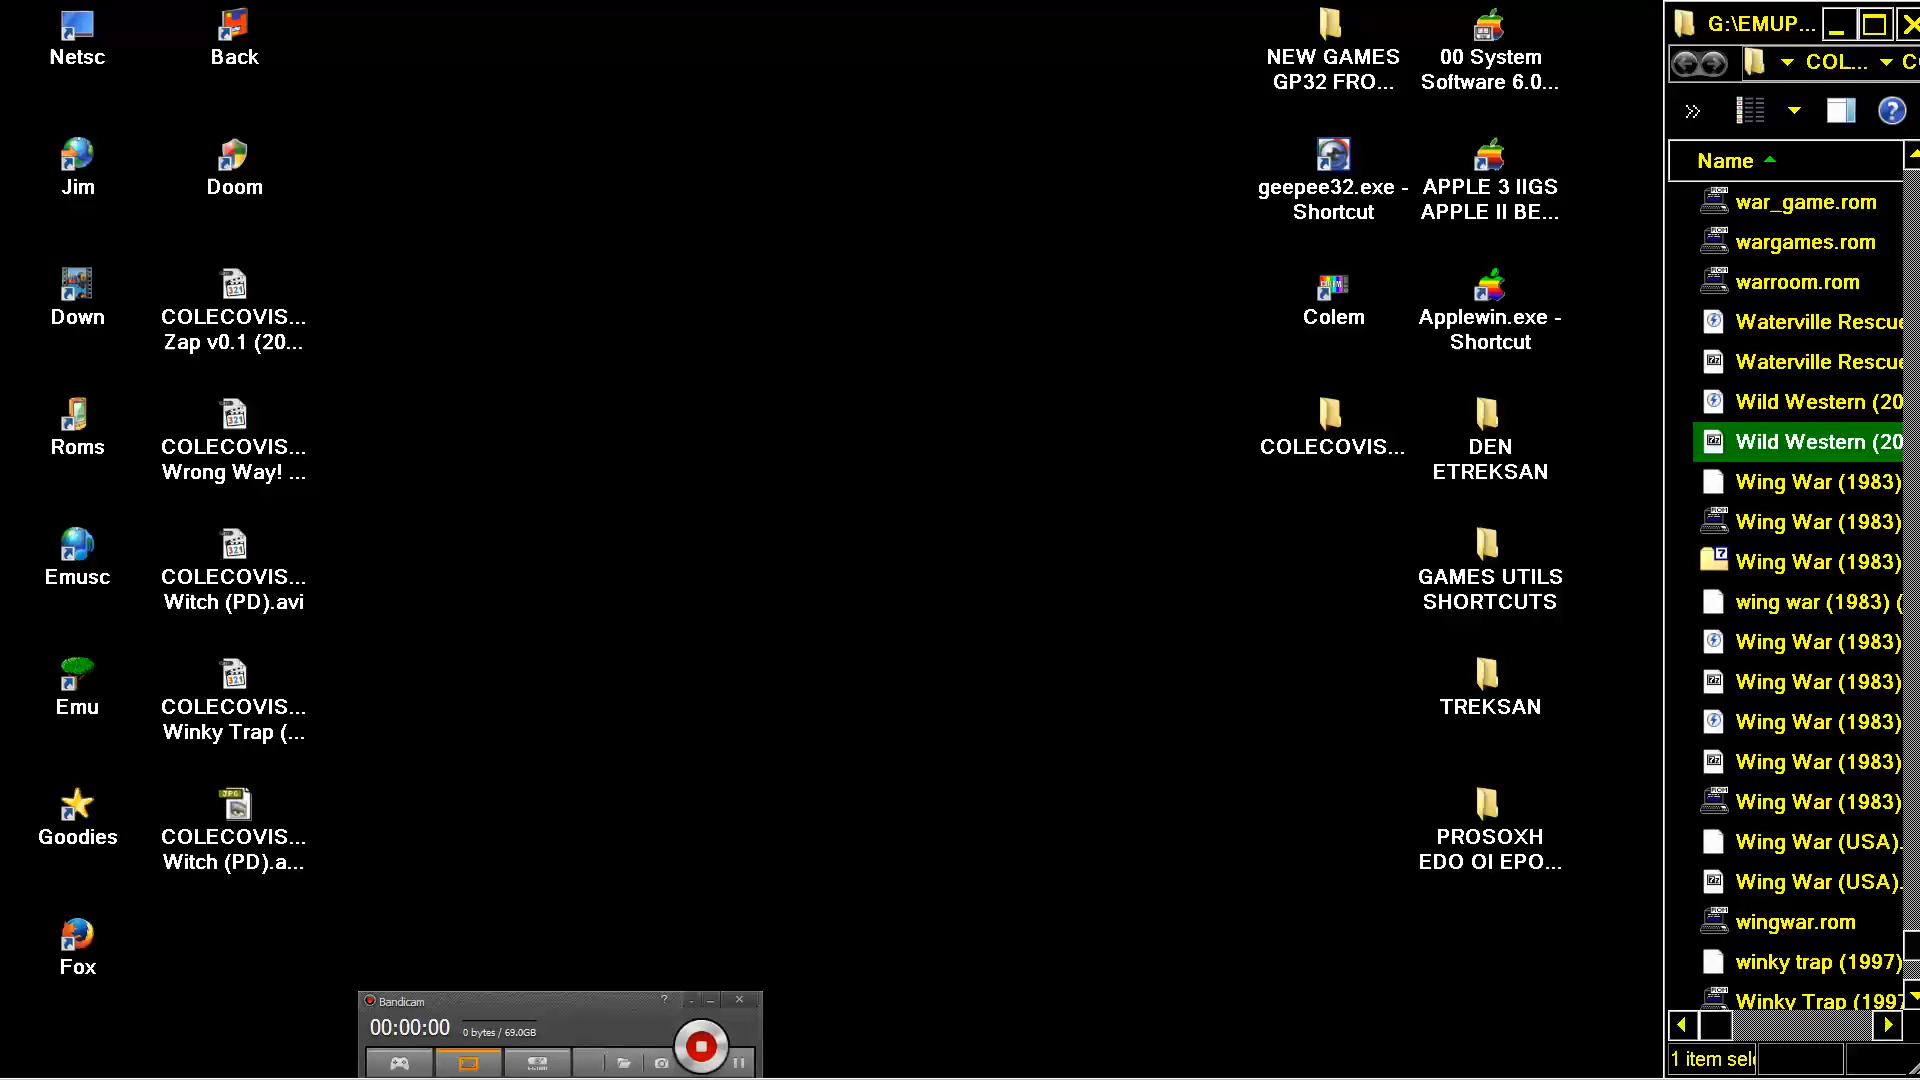 Netsc
Back
Jim
Doom
Down
COLECOVIS...
Zap v0.1 (20...
Roms
COLECOVIS...
Wrong Way! ...
Emusc
COLECOVIS...
Witch (PD).avi
Emu
COLECOVIS...
Winky Trap (...
Goodies
COLECOVIS...
Witch (PD).a...
Fox
NEW GAMES
GP32 FRO...
00 System
Software 6.0...
geepee32.exe -
Shortcut
APPLE 3 IIGS
APPLE II BE...
Colem
Applewin.exe -
Shortcut
COLECOVIS...
DEN
ETREKSAN
GAMES UTILS
SHORTCUTS
TREKSAN
PROSOXH
EDO OI EPO...
G:\EMUP...
COL...
Name
war_game.rom
wargames.rom
warroom.rom
Waterville Rescue
Waterville Rescue
Wild Western (20
Wild Western (20
Wing War (1983)
Wing War (1983)
Wing War (1983)
wing war (1983) (
Wing War (1983)
Wing War (1983)
Wing War (1983)
Wing War (1983)
Wing War (1983)
Wing War (USA).
Wing War (USA).
wingwar.rom
winky trap (1997)
Winky Trap (1997
1 item sele
Bandicam
00:00:00
0 bytes / 69.0GB